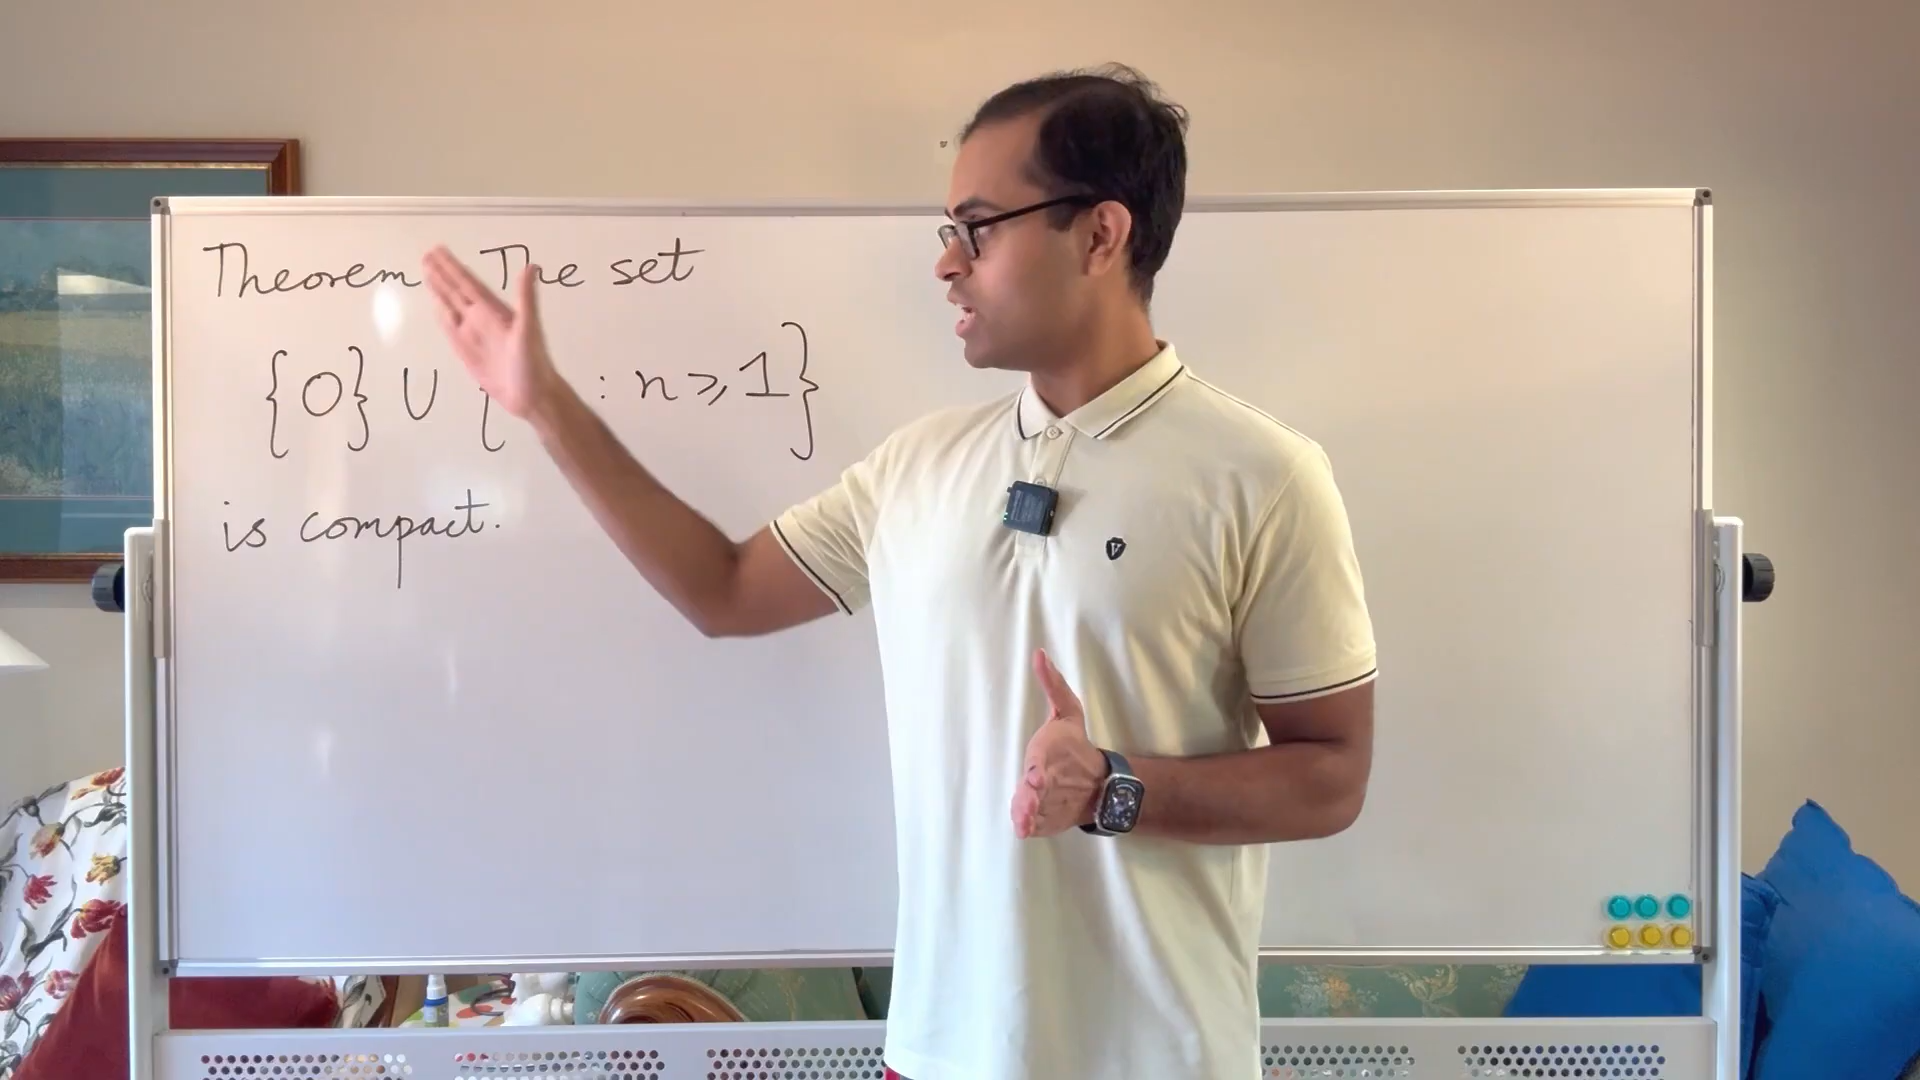 Theorem The set
{0} ∪ { : n ⩾ 1}
is compact.
V